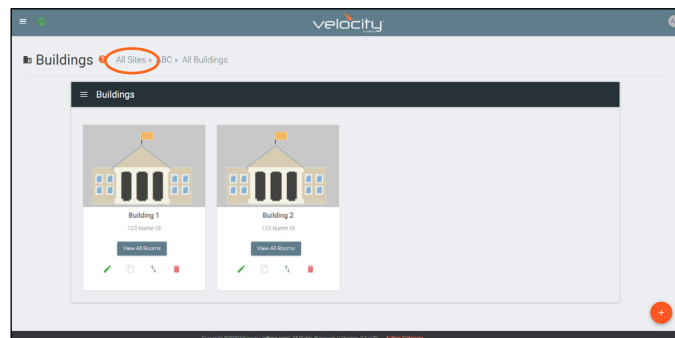 velocity
Buildings ? All Sites » ABC » All Buildings
Buildings
Building 1
123 Name St
View All Rooms
Building 2
123 Name St
View All Rooms